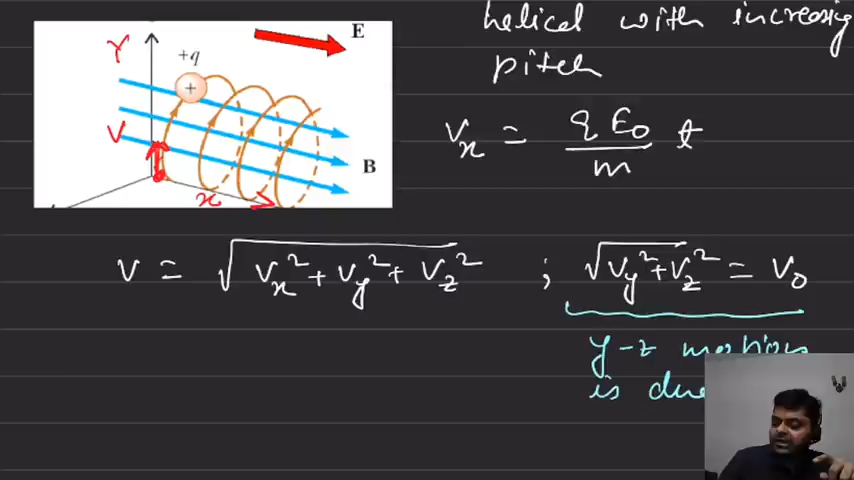 helical with increasing
pitch
E
Y
+q
+
V
B
x
Vx = qE₀/m t
V = √(Vx² + Vy² + Vz²) ; √(Vy² + Vz²) = V₀
y-z motion
is due